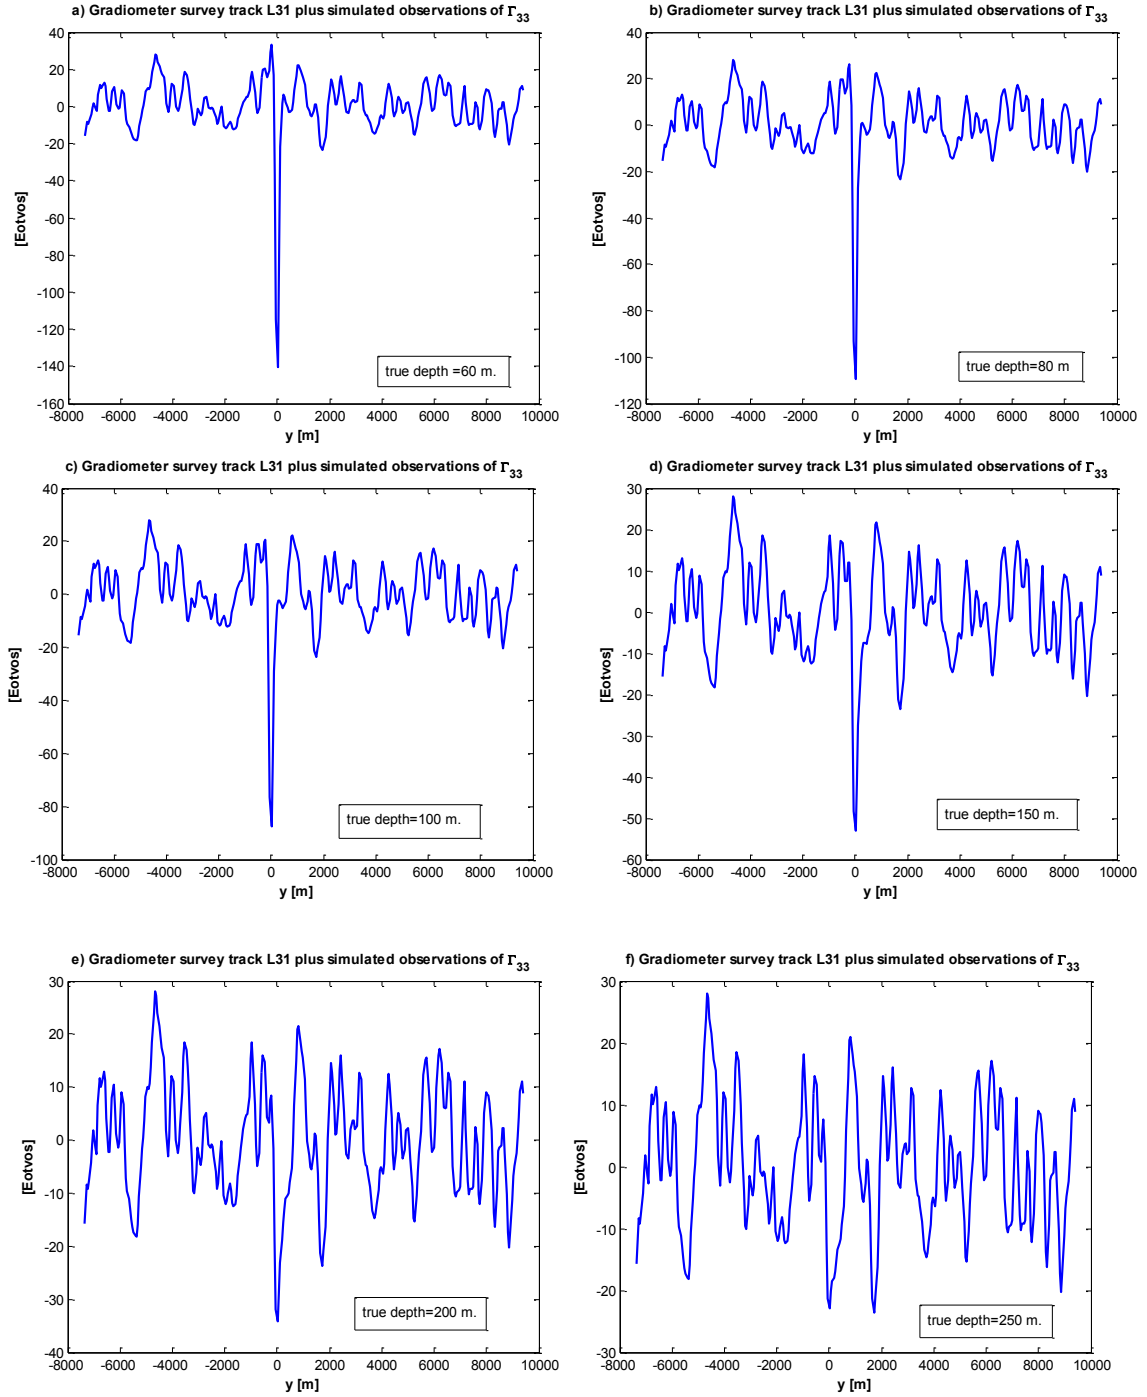 a) Gradiometer survey track L31 plus simulated observations of Γ33
40
20
0
-20
-40
-60
-80
-100
-120
-140
-160
[Eotvos]
true depth =60 m.
-8000 -6000 -4000 -2000 0 2000 4000 6000 8000 10000
y [m]
b) Gradiometer survey track L31 plus simulated observations of Γ33
40
20
0
-20
-40
-60
-80
-100
-120
[Eotvos]
true depth=80 m
-8000 -6000 -4000 -2000 0 2000 4000 6000 8000 10000
y [m]
c) Gradiometer survey track L31 plus simulated observations of Γ33
40
20
0
-20
-40
-60
-80
-100
[Eotvos]
true depth=100 m.
-8000 -6000 -4000 -2000 0 2000 4000 6000 8000 10000
y [m]
d) Gradiometer survey track L31 plus simulated observations of Γ33
30
20
10
0
-10
-20
-30
-40
-50
-60
[Eotvos]
true depth=150 m.
-8000 -6000 -4000 -2000 0 2000 4000 6000 8000 10000
y [m]
e) Gradiometer survey track L31 plus simulated observations of Γ33
30
20
10
0
-10
-20
-30
-40
[Eotvos]
true depth=200 m.
-8000 -6000 -4000 -2000 0 2000 4000 6000 8000 10000
y [m]
f) Gradiometer survey track L31 plus simulated observations of Γ33
30
20
10
0
-10
-20
-30
[Eotvos]
true depth=250 m.
-8000 -6000 -4000 -2000 0 2000 4000 6000 8000 10000
y [m]